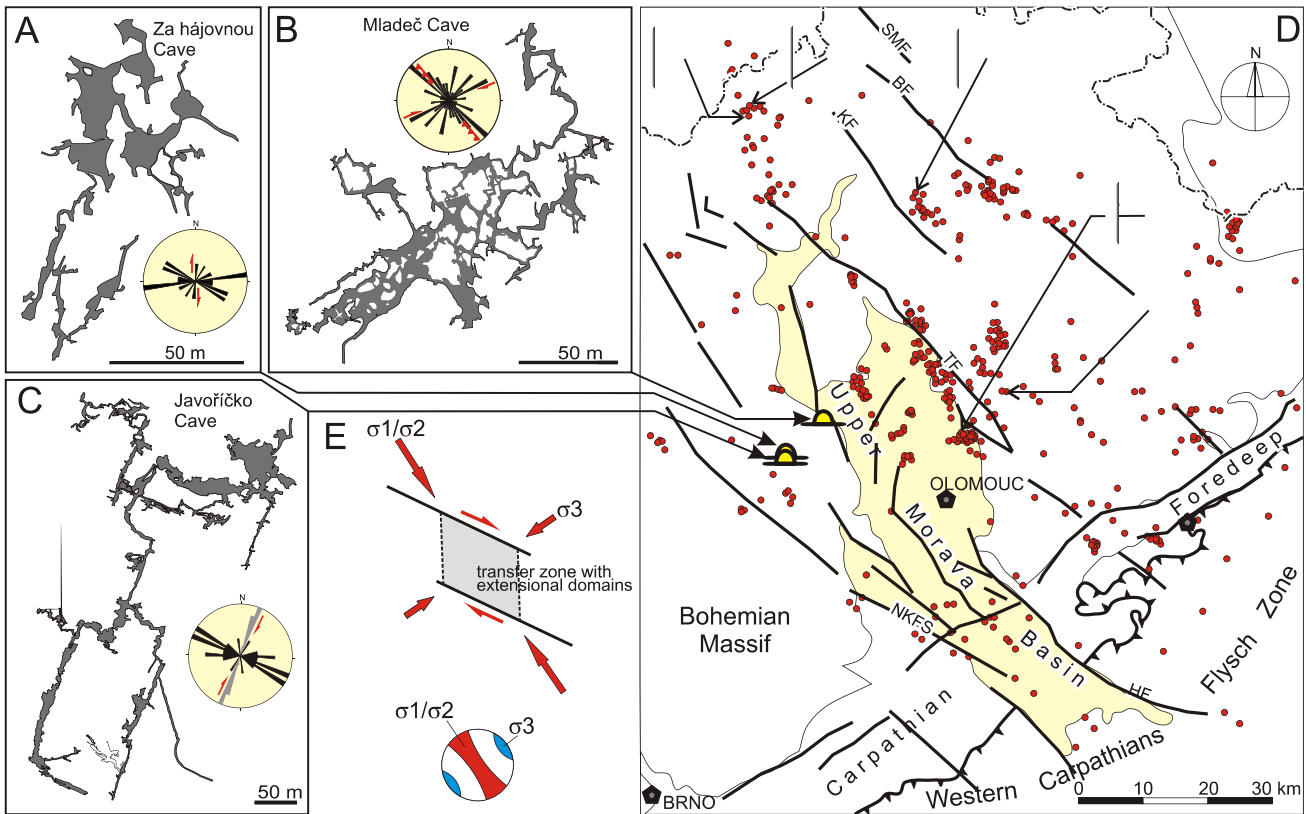 A
Za hájovnou
Cave
N
50 m
B
Mladeč Cave
N
50 m
C
Javoříčko
Cave
N
50 m
E
σ1/σ2
σ3
transfer zone with
extensional domains
σ1/σ2
σ3
D
N
SMF
BF
KF
TF
Upper
Morava
Basin
OLOMOUC
NKFS
HF
Bohemian
Massif
Foredeep
Carpathian
Flysch Zone
Western Carpathians
BRNO
0 10 20 30 km